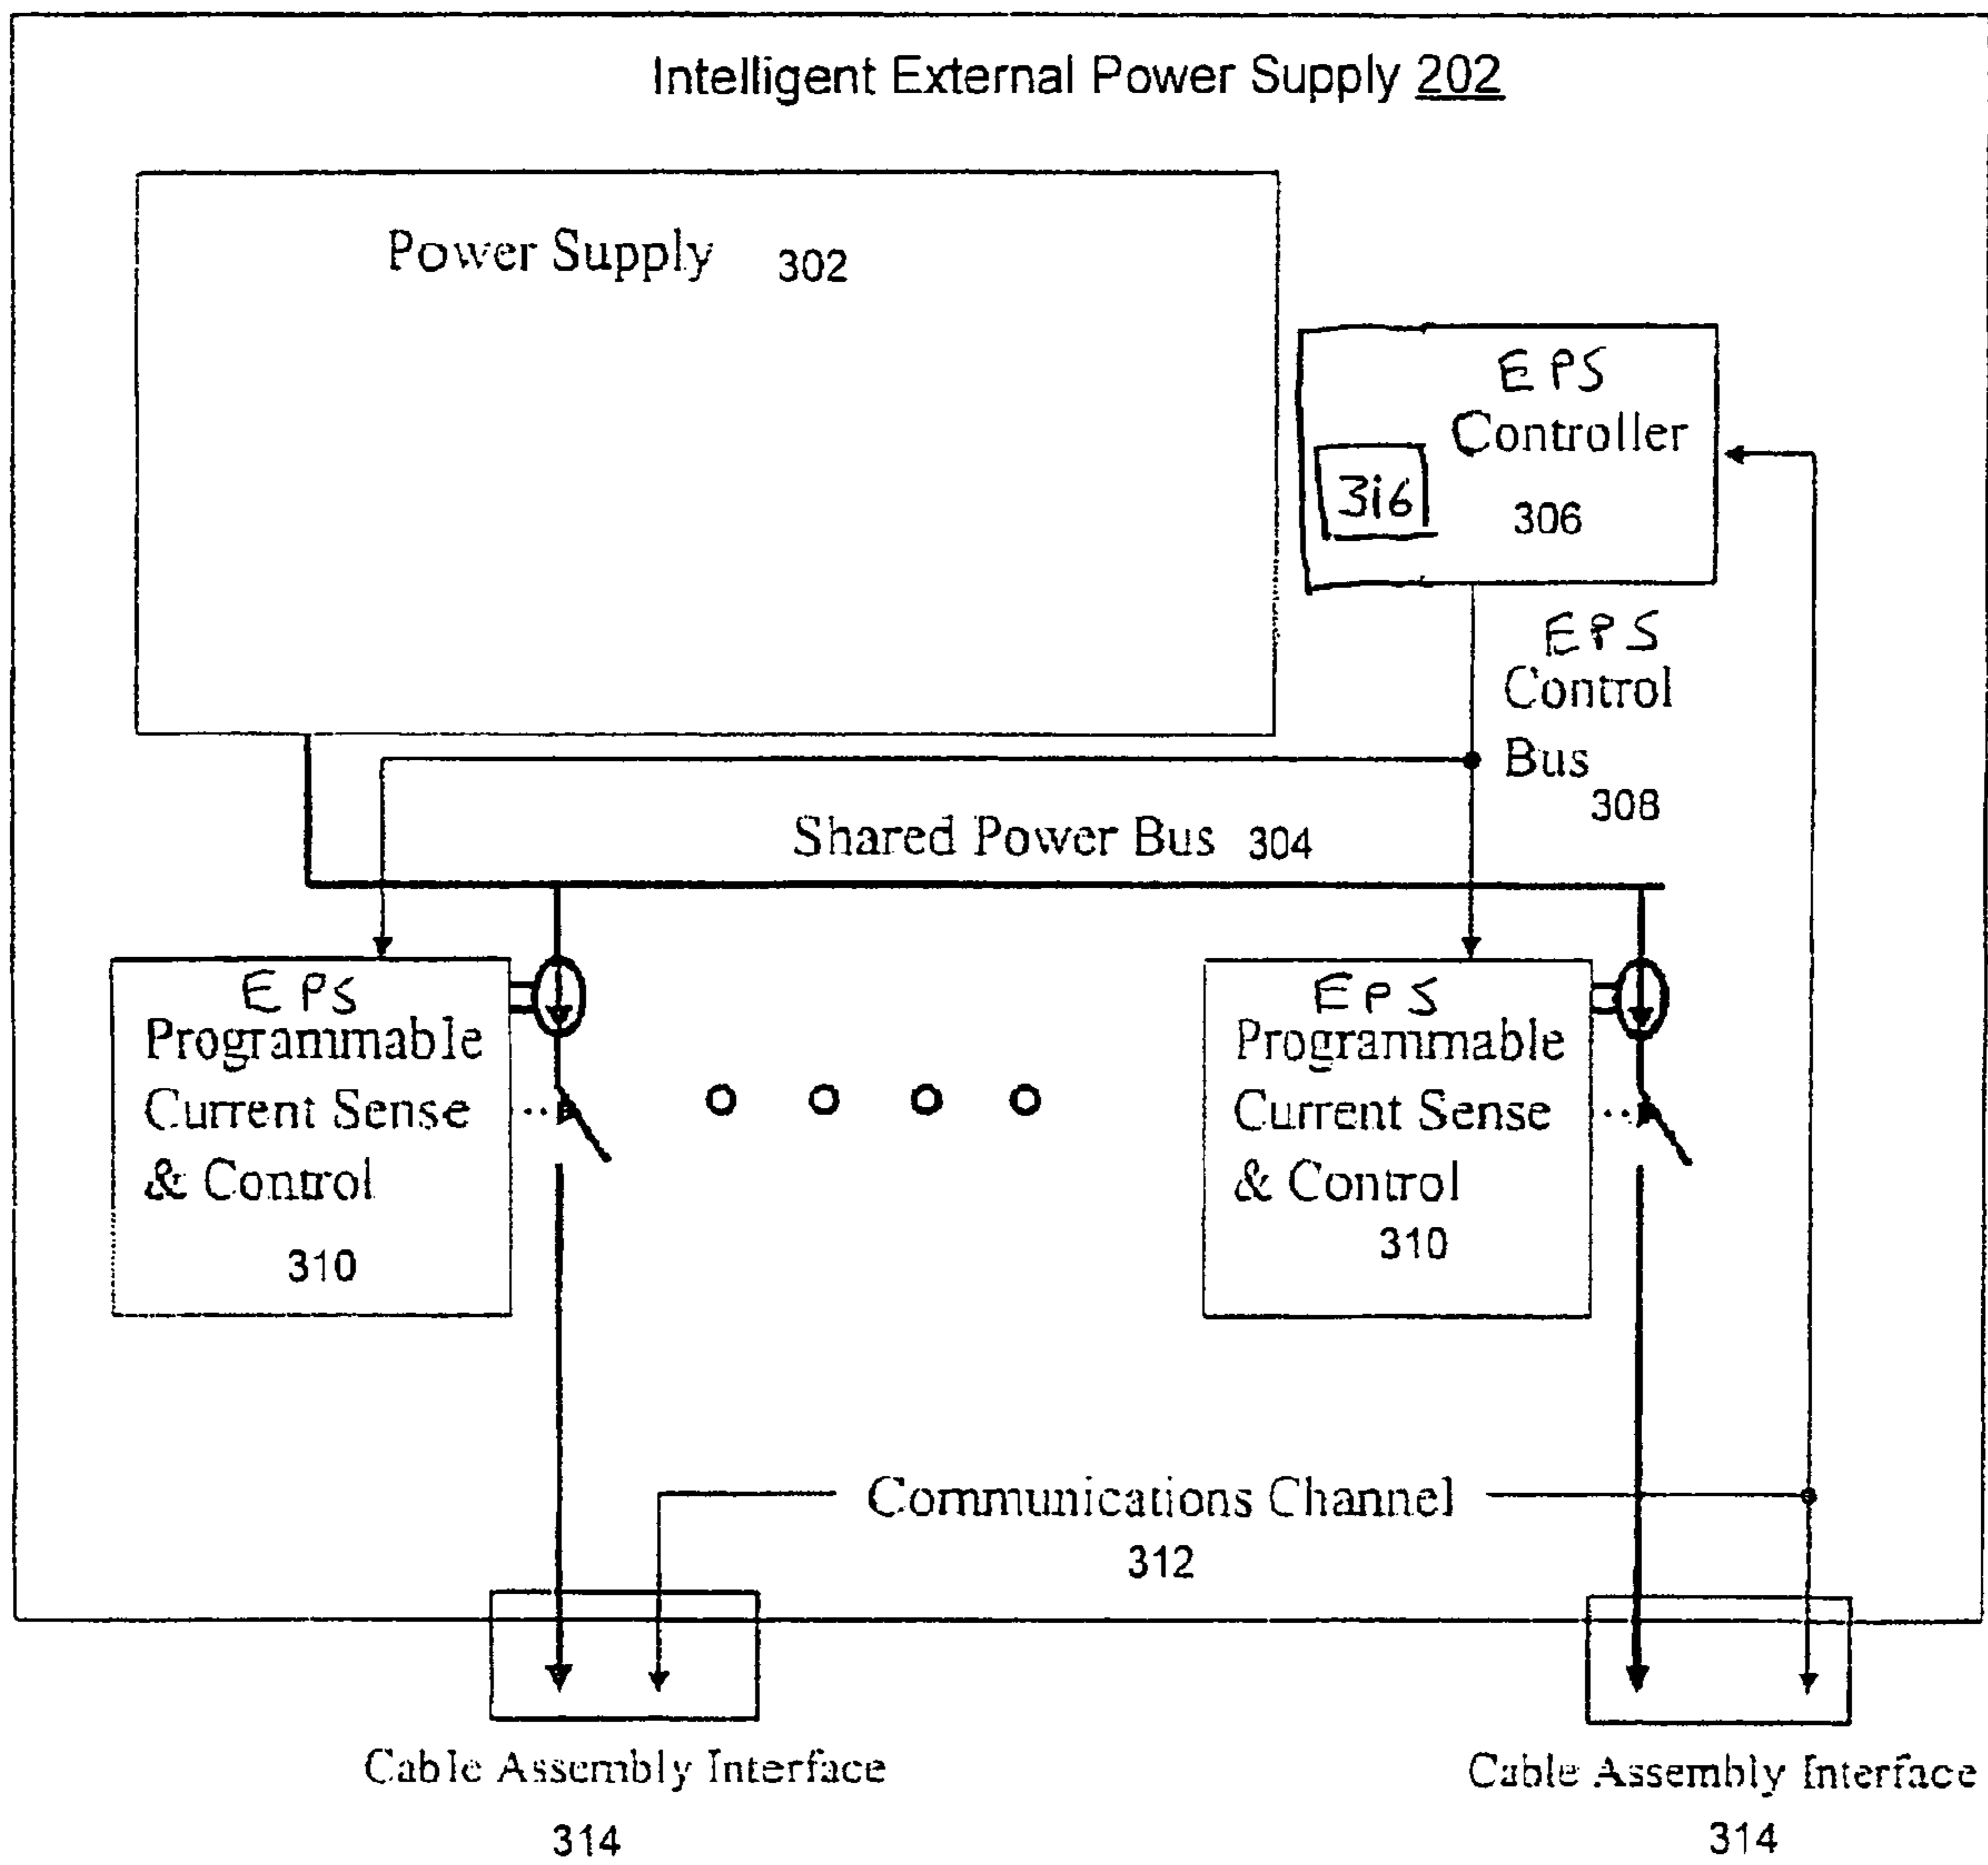 Intelligent External Power Supply 202
Power Supply 302
EPS
Controller
316
306
EPS
Control
Bus
308
Shared Power Bus 304
EPS
Programmable
Current Sense
& Control
310
EPS
Programmable
Current Sense
& Control
310
Communications Channel
312
Cable Assembly Interface
314
Cable Assembly Interface
314